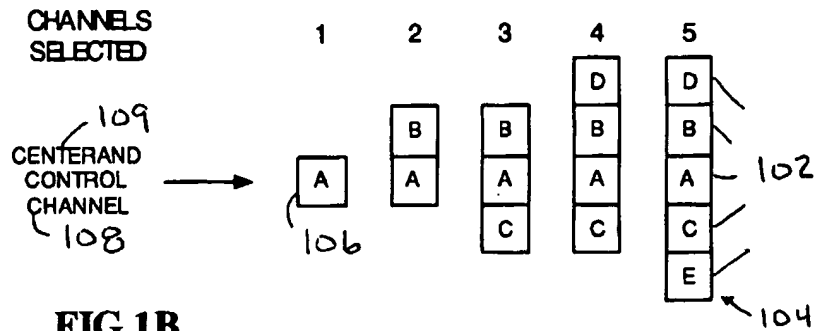 CHANNELS 1 2 3 4 5
SELECTED
D D
109 B B B B
CENTERAND
CONTROL A A A A A 102
CHANNEL
108 106 C C C
E
FIG 1B 104